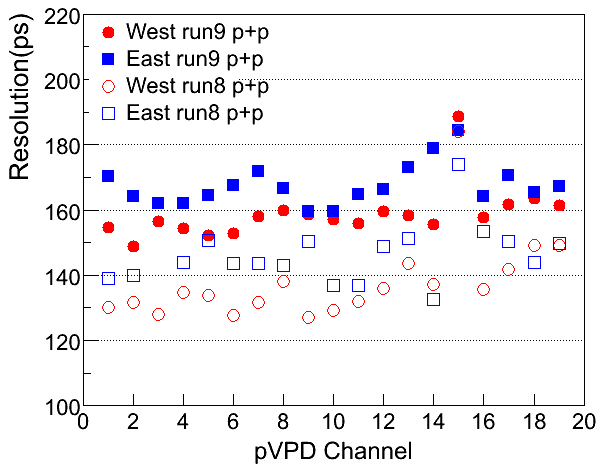 Resolution(ps)
220
200
180
160
140
120
100
West run9 p+p
East run9 p+p
West run8 p+p
East run8 p+p
0 2 4 6 8 10 12 14 16 18 20
pVPD Channel